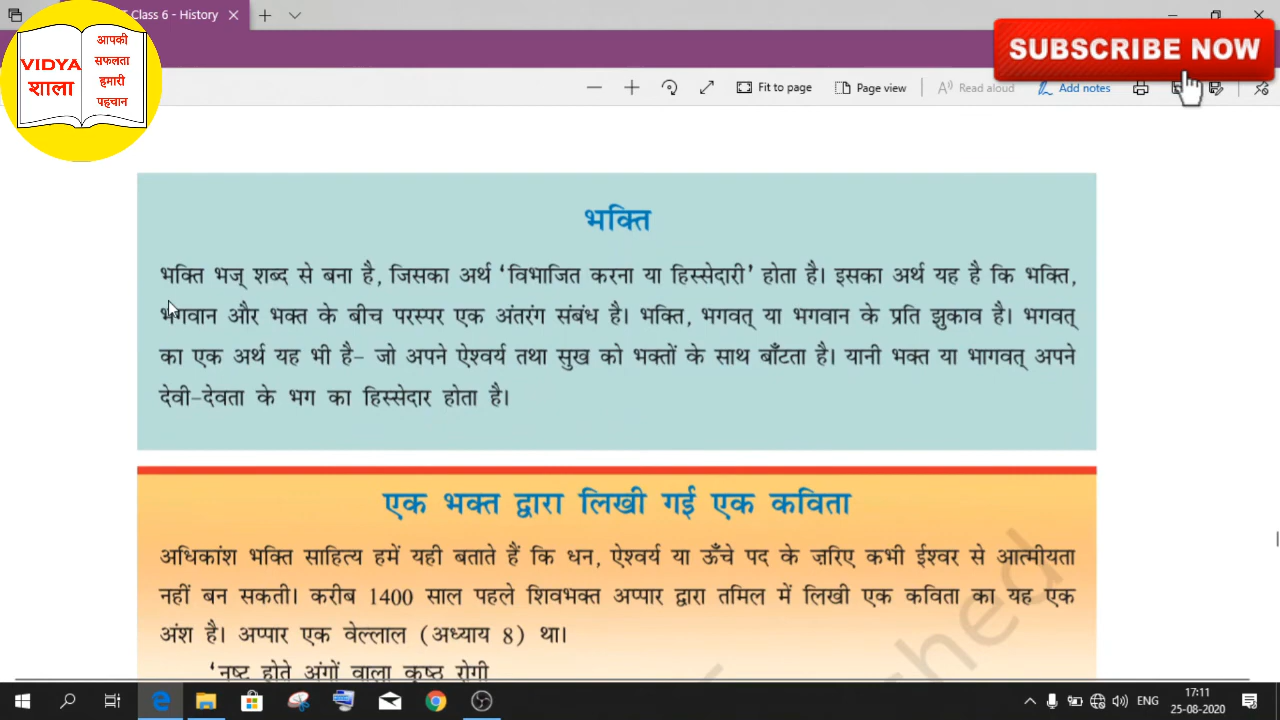 Class 6 - History
VIDYA
शाला
आपकी
सफलता
हमारी
पहचान
SUBSCRIBE NOW
Fit to page
Page view
Read aloud
Add notes
भक्ति
भक्ति भज् शब्द से बना है, जिसका अर्थ ‘विभाजित करना या हिस्सेदारी’ होता है। इसका अर्थ यह है कि भक्ति,
भगवान और भक्त के बीच परस्पर एक अंतरंग संबंध है। भक्ति, भगवत् या भगवान के प्रति झुकाव है। भगवत्
का एक अर्थ यह भी है– जो अपने ऐश्वर्य तथा सुख को भक्तों के साथ बाँटता है। यानी भक्त या भागवत् अपने
देवी–देवता के भग का हिस्सेदार होता है।
एक भक्त द्वारा लिखी गई एक कविता
अधिकांश भक्ति साहित्य हमें यही बताते हैं कि धन, ऐश्वर्य या ऊँचे पद के ज़रिए कभी ईश्वर से आत्मीयता
नहीं बन सकती। करीब 1400 साल पहले शिवभक्त अप्पार द्वारा तमिल में लिखी एक कविता का यह एक
अंश है। अप्पार एक वेल्लाल (अध्याय 8) था।
‘नष्ट होते अंगों वाला कुष्ठ रोगी
ENG
17:11
25-08-2020